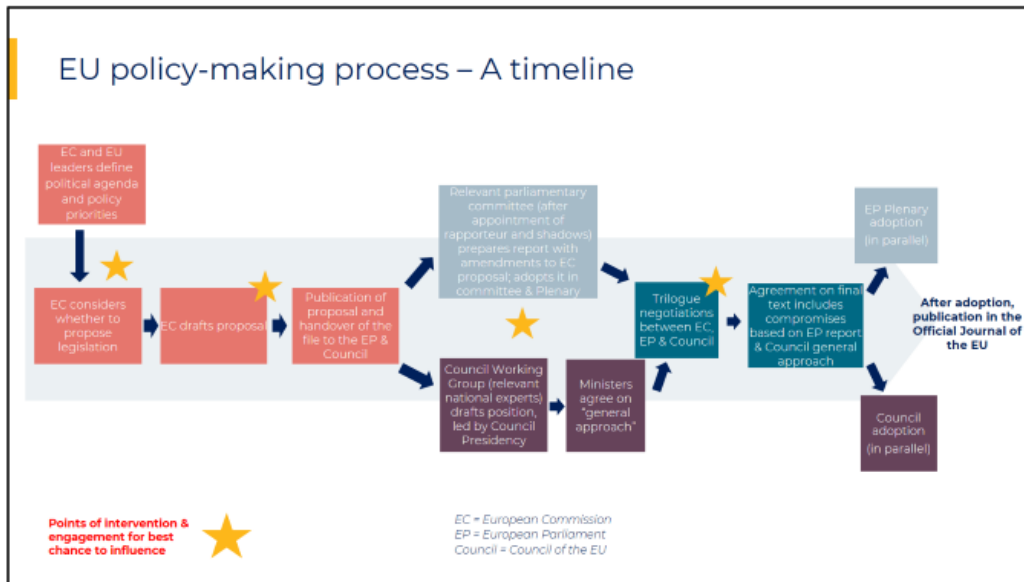 EU policy-making process – A timeline
EC and EU
leaders define
political agenda
and policy
priorities
EC considers
whether to
propose
legislation
EC drafts proposal
Publication of
proposal and
handover of the
file to the EP &
Council
Relevant parliamentary
committee (after
appointment of
rapporteur and shadows)
prepares report with
amendments to EC
proposal; adopts it in
committee & Plenary
Council Working
Group (relevant
national experts)
drafts position,
led by Council
Presidency
Ministers
agree on
"general
approach"
Trilogue
negotiations
between EC,
EP & Council
Agreement on final
text includes
compromises
based on EP report
& Council general
approach
EP Plenary
adoption
(in parallel)
Council
adoption
(in parallel)
After adoption,
publication in the
Official Journal of
the EU
Points of intervention &
engagement for best
chance to influence
EC = European Commission
EP = European Parliament
Council = Council of the EU